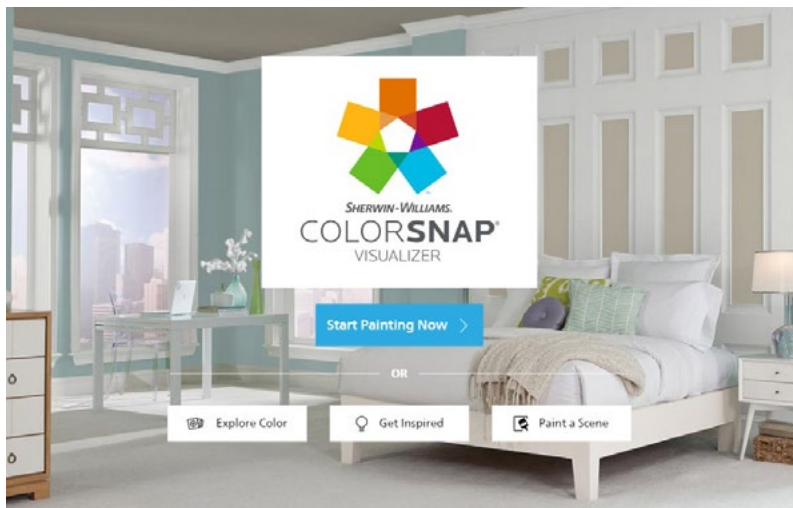 SHERWIN-WILLIAMS.
COLORSNAP®
VISUALIZER
Start Painting Now
OR
Explore Color
Get Inspired
Paint a Scene